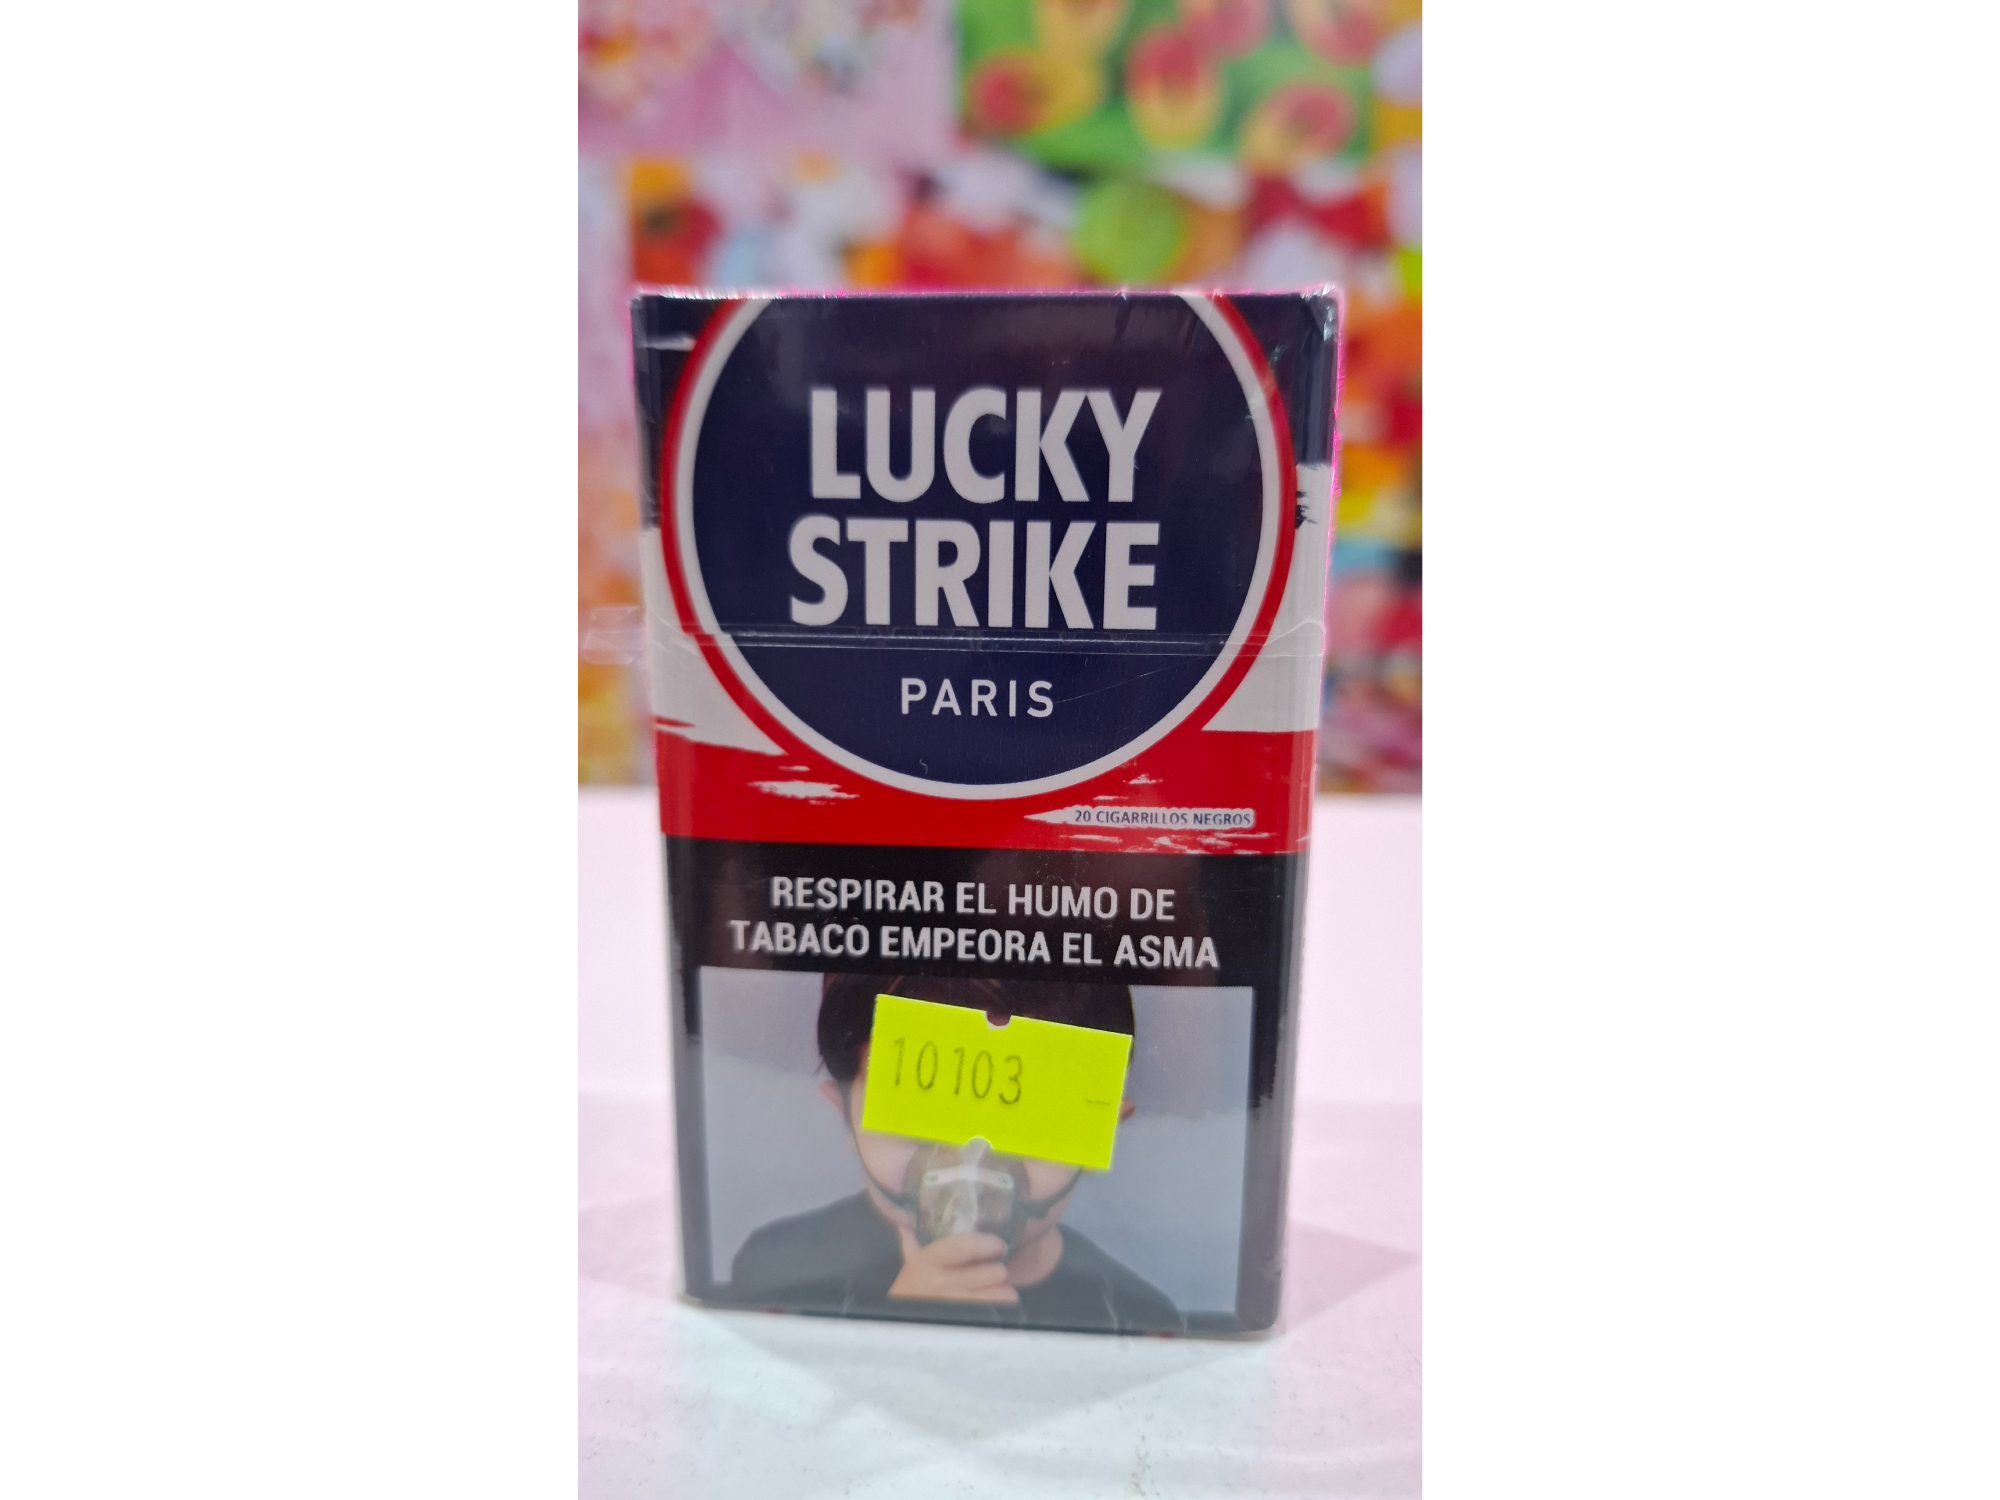 LUCKY
STRIKE
PARIS
20 CIGARRILLOS NEGROS
RESPIRAR EL HUMO DE
TABACO EMPEORA EL ASMA
10103